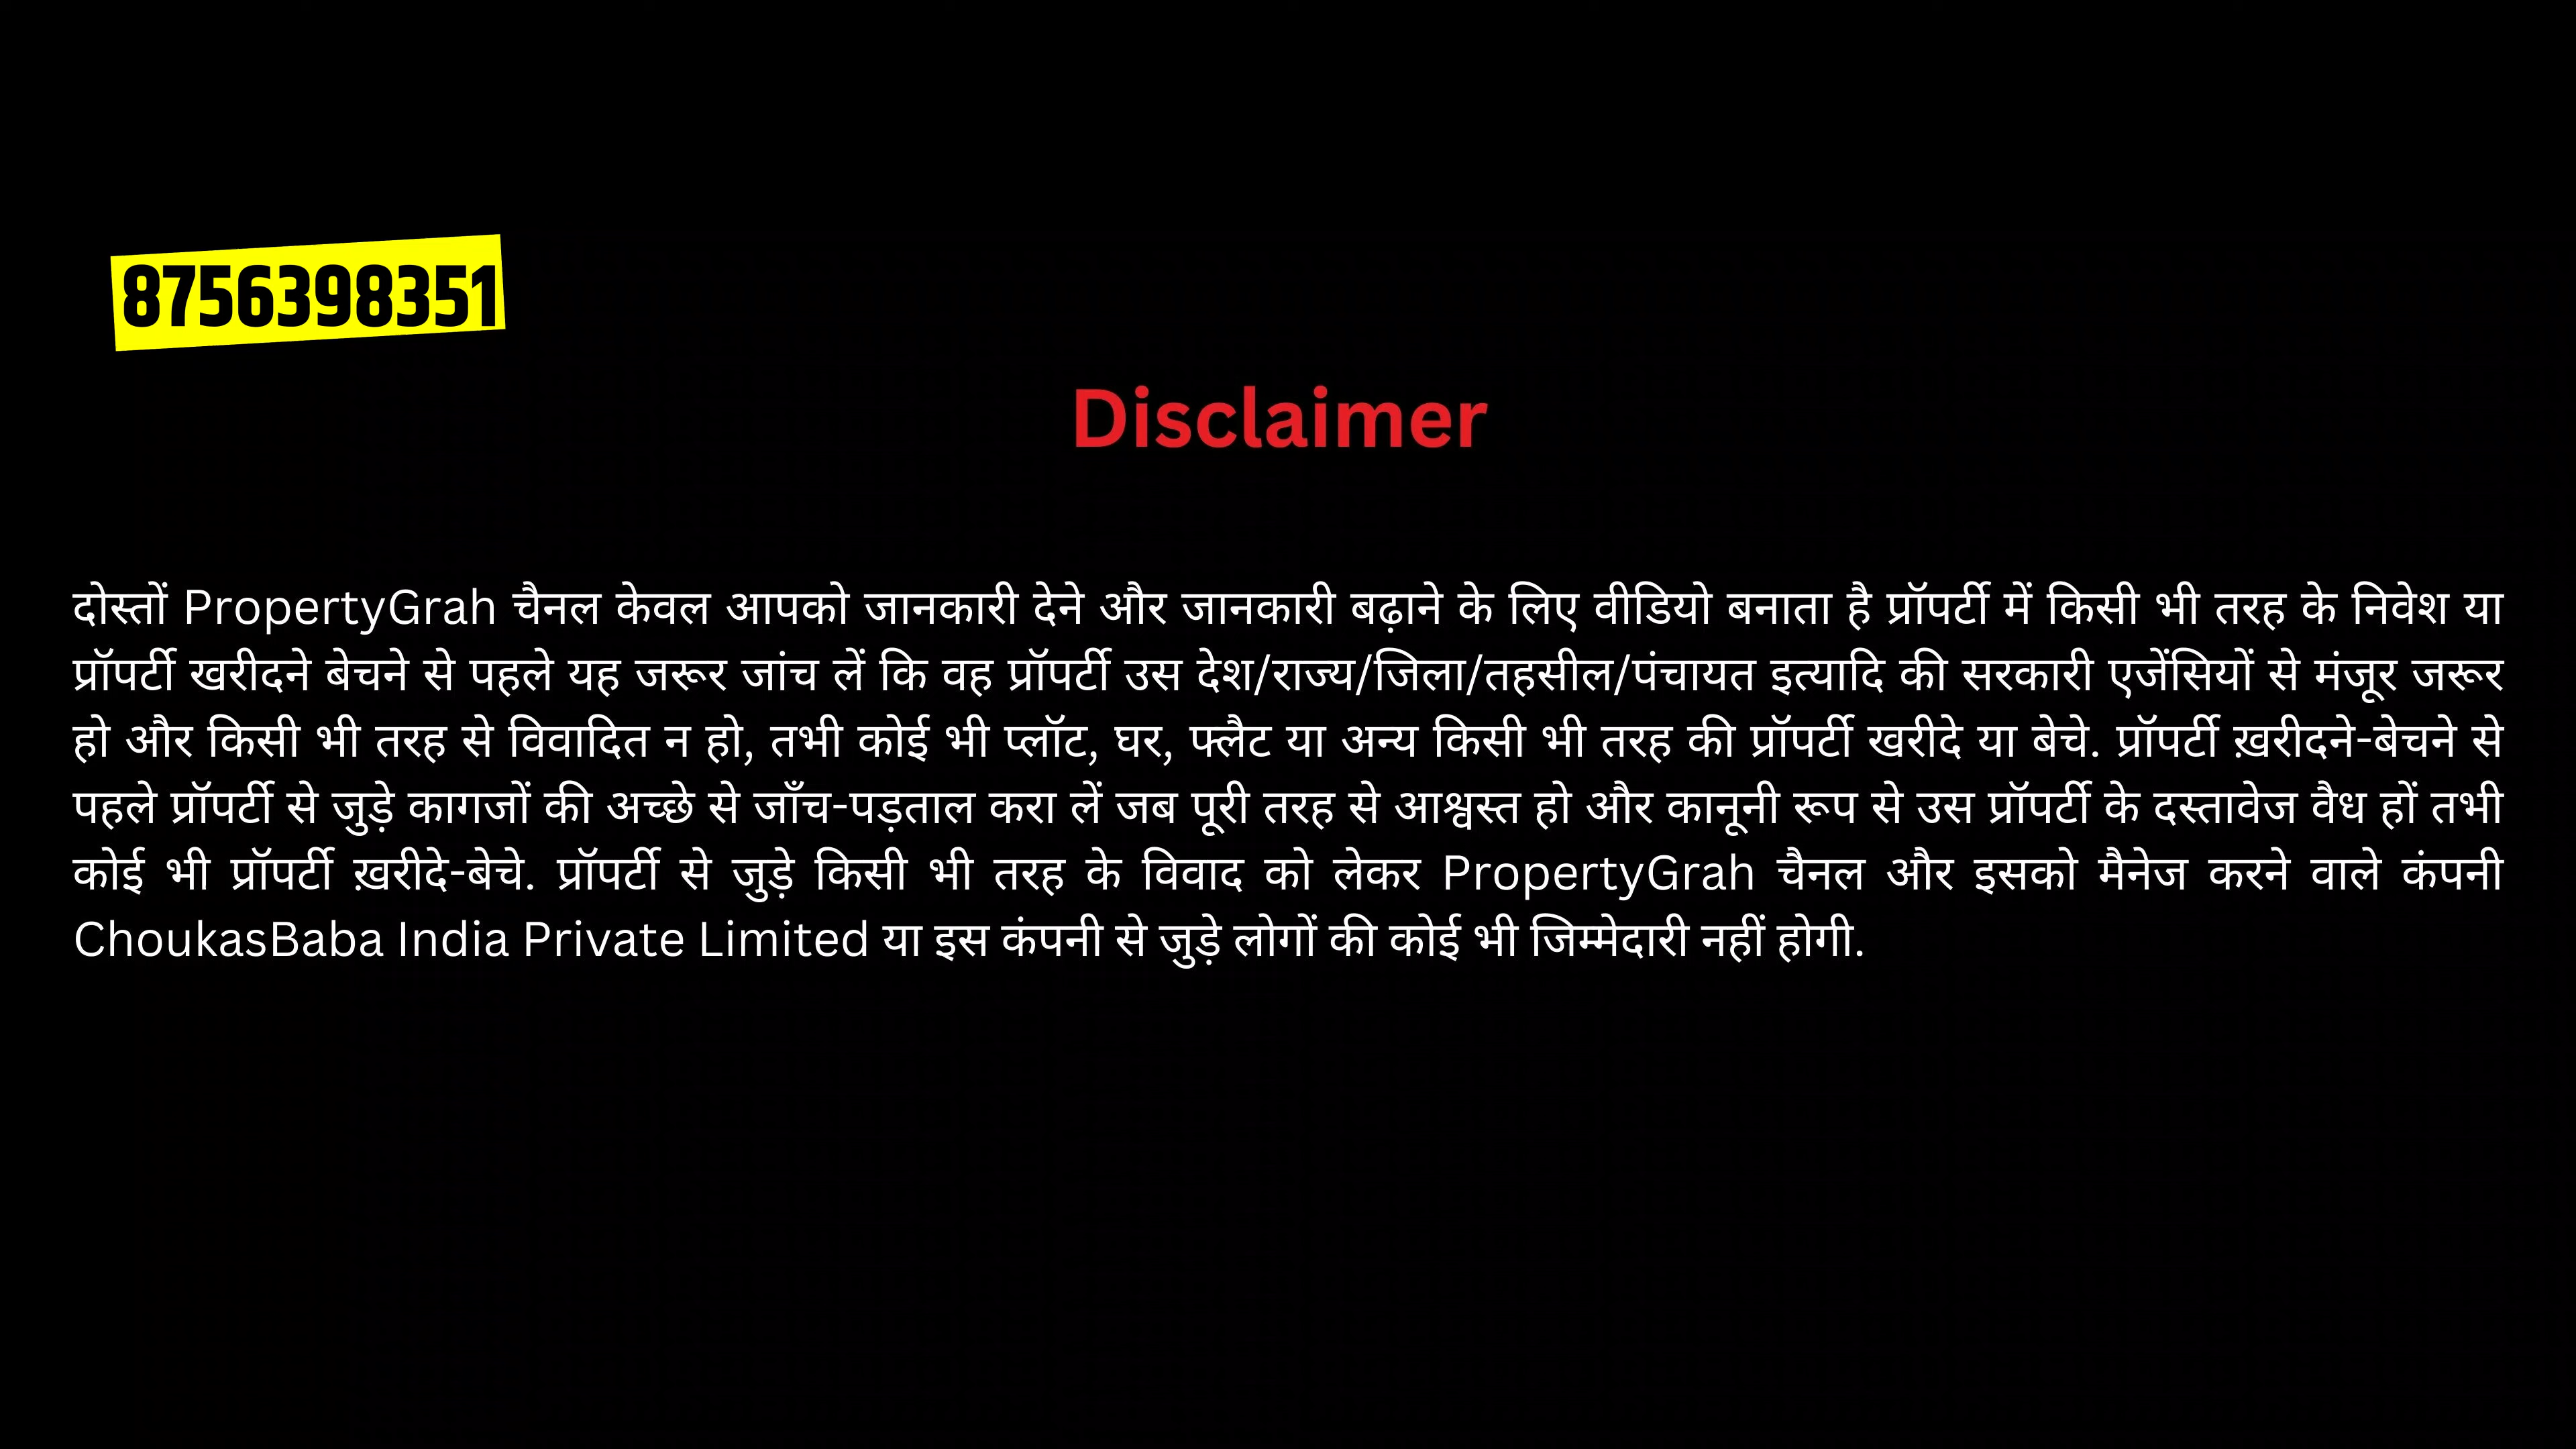 8756398351
Disclaimer
दोस्तों PropertyGrah चैनल केवल आपको जानकारी देने और जानकारी बढ़ाने के लिए वीडियो बनाता है प्रॉपर्टी में किसी भी तरह के निवेश या
प्रॉपर्टी खरीदने बेचने से पहले यह जरूर जांच लें कि वह प्रॉपर्टी उस देश/राज्य/जिला/तहसील/पंचायत इत्यादि की सरकारी एजेंसियों से मंजूर जरूर
हो और किसी भी तरह से विवादित न हो, तभी कोई भी प्लॉट, घर, फ्लैट या अन्य किसी भी तरह की प्रॉपर्टी खरीदे या बेचे. प्रॉपर्टी ख़रीदने-बेचने से
पहले प्रॉपर्टी से जुड़े कागजों की अच्छे से जाँच-पड़ताल करा लें जब पूरी तरह से आश्वस्त हो और कानूनी रूप से उस प्रॉपर्टी के दस्तावेज वैध हों तभी
कोई भी प्रॉपर्टी ख़रीदे-बेचे. प्रॉपर्टी से जुड़े किसी भी तरह के विवाद को लेकर PropertyGrah चैनल और इसको मैनेज करने वाले कंपनी
ChoukasBaba India Private Limited या इस कंपनी से जुड़े लोगों की कोई भी जिम्मेदारी नहीं होगी.